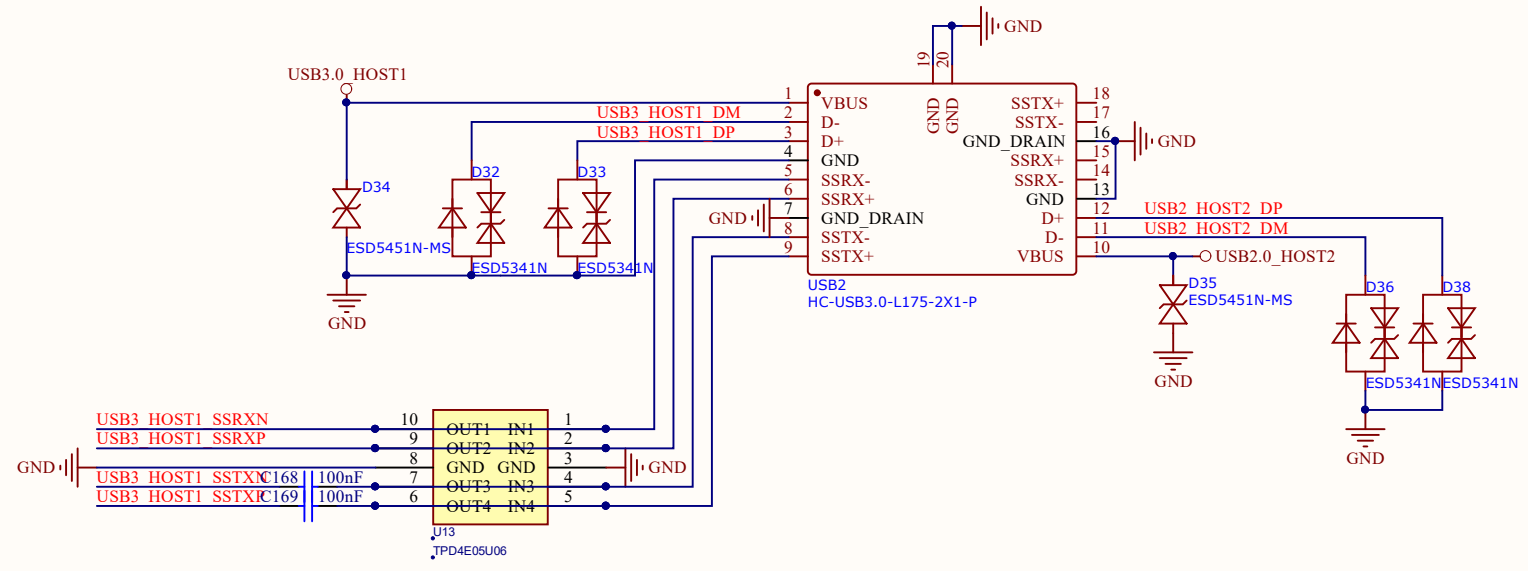 GND
19
20
GND
GND
USB3.0_HOST1
1
VBUS
SSTX+
18
USB3_HOST1_DM
2
D-
SSTX-
17
USB3_HOST1_DP
3
D+
GND_DRAIN
16
GND
4
GND
SSRX+
15
5
SSRX-
SSRX-
14
6
SSRX+
GND
13
GND
7
GND_DRAIN
D+
12
USB2_HOST2_DP
8
SSTX-
D-
11
USB2_HOST2_DM
9
SSTX+
VBUS
10
USB2.0_HOST2
D34
ESD5451N-MS
D32
ESD5341N
D33
ESD5341N
GND
USB2
HC-USB3.0-L175-2X1-P
D35
ESD5451N-MS
GND
D36
ESD5341N
D38
ESD5341N
GND
USB3_HOST1_SSRXN
10
OUT1
IN1
1
USB3_HOST1_SSRXP
9
OUT2
IN2
2
GND
8
GND
GND
3
GND
USB3_HOST1_SSTXN
C168
100nF
7
OUT3
IN3
4
USB3_HOST1_SSTXP
C169
100nF
6
OUT4
IN4
5
U13
TPD4E05U06